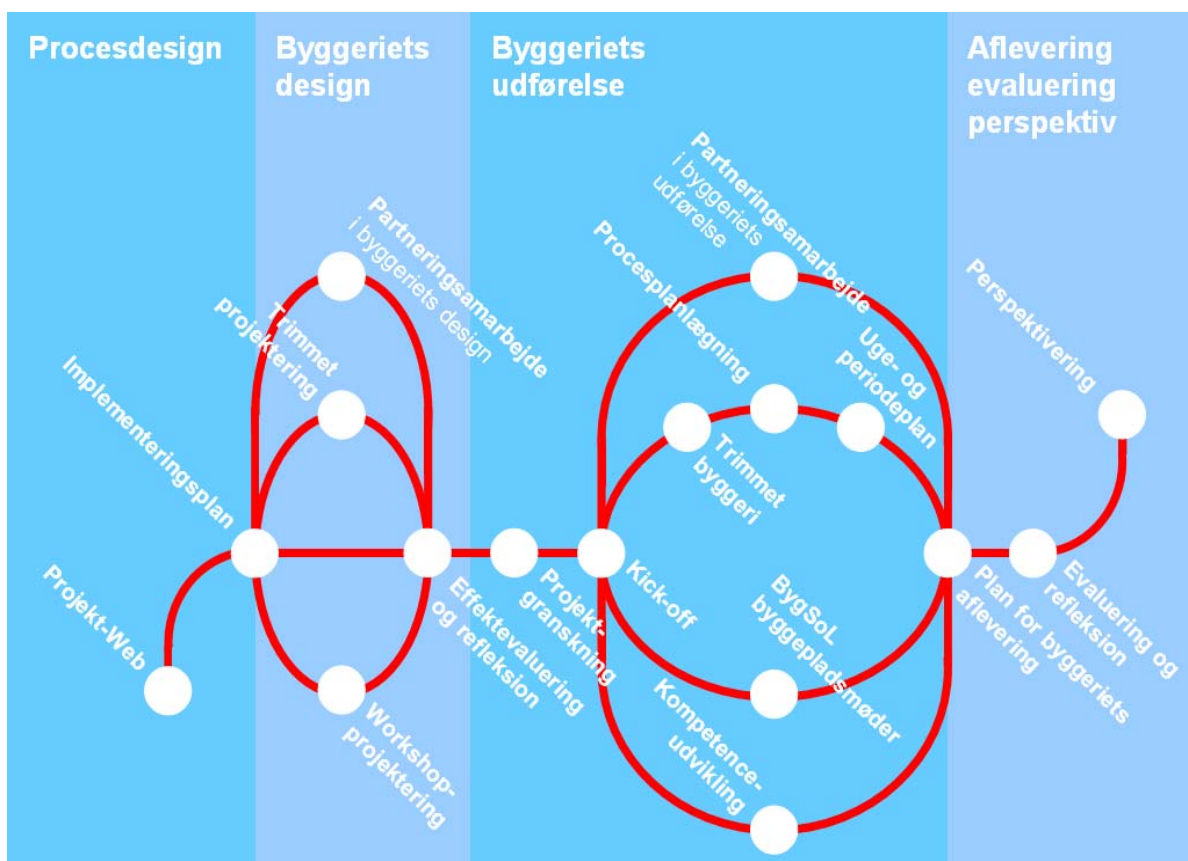 Procesdesign
Byggeriets
design
Byggeriets
udførelse
Aflevering
evaluering
perspektiv
Projekt-Web
Implementeringsplan
Partneringsamarbejde
i byggeriets design
Trimmet
projektering
Workshop-
projektering
Effektevaluering
og refleksion
Projekt-
granskning
Kick-off
Partneringsamarbejde
i byggeriets
udførelse
Procesplanlægning
Trimmet
byggeri
Uge- og
periodeplan
BygSoL
byggepladsmøder
Kompetence-
udvikling
Plan for byggeriets
aflevering
Evaluering og
refleksion
Perspektivering